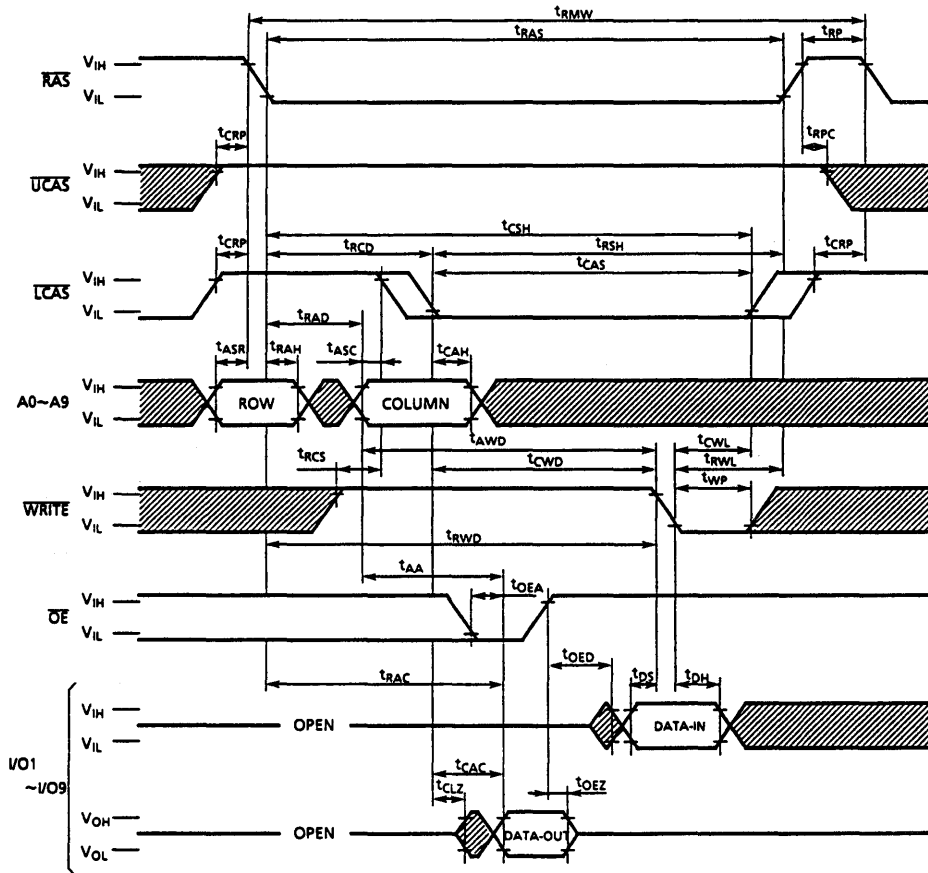 tRMW
tRAS
tRP
RAS
VIH
VIL
tCRP
tRPC
UCAS
VIH
VIL
tCSH
tCRP
tRCD
tRSH
tCRP
LCAS
VIH
VIL
tCAS
tRAD
tASR
tRAH
tASC
tCAH
A0~A9
VIH
VIL
ROW
COLUMN
tAWD
tCWL
tRCS
tCWD
tRWL
WRITE
VIH
VIL
tWP
tRWD
tAA
tOEA
OE
VIH
VIL
tOED
tRAC
tDS
tDH
VIH
VIL
OPEN
DATA-IN
I/O1
~I/O9
tCAC
tCLZ
tOEZ
VOH
VOL
OPEN
DATA-OUT